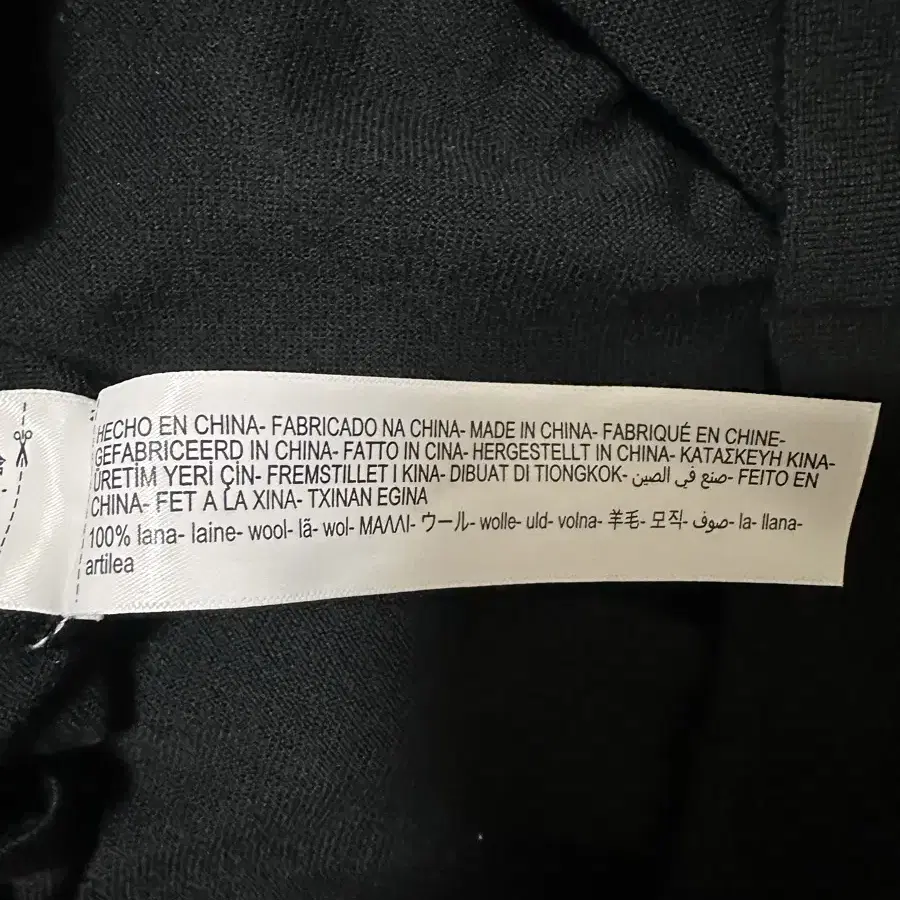 HECHO EN CHINA- FABRICADO NA CHINA- MADE IN CHINA- FABRIQUÉ EN CHINE-
GEFABRICEERD IN CHINA- FATTO IN CINA- HERGESTELLT IN CHINA- ΚΑΤΑΣΚΕΥΗ ΚΙΝΑ-
ÜRETİM YERİ ÇİN- FREMSTILLET I KINA- DIBUAT DI TIONGKOK- صنع في الصين- FEITO EN
CHINA- FET A LA XINA- TXINAN EGINA
100% lana- laine- wool- lã- wol- ΜΑΛΛΙ- ウール- wolle- uld- volna- 羊毛- 모직- صوف- la- llana-
artilea